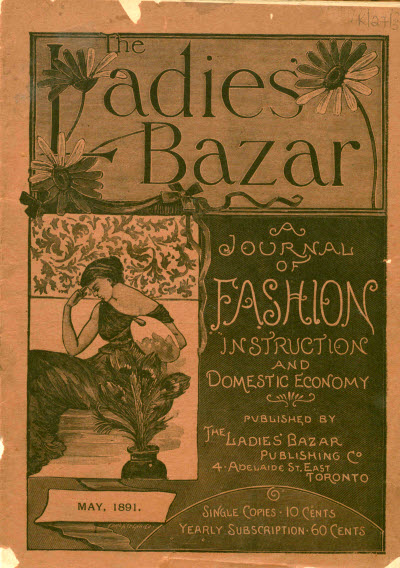 The
Ladies'
Bazar
A
JOURNAL
OF
FASHION
INSTRUCTION
AND
DOMESTIC ECONOMY
PUBLISHED BY
THE LADIES' BAZAR
PUBLISHING CO
4 · ADELAIDE ST. EAST
TORONTO
MAY, 1891.
SINGLE COPIES · 10 CENTS
YEARLY SUBSCRIPTION · 60 CENTS